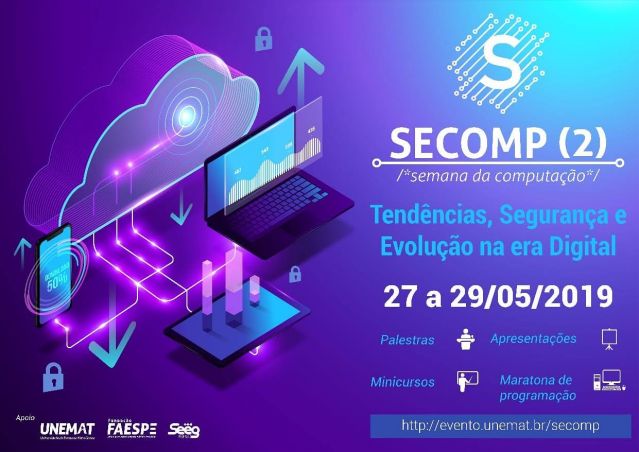 S
SECOMP (2)
/*semana da computação*/
Tendências, Segurança e
Evolução na era Digital
27 a 29/05/2019
Palestras
Apresentações
Minicursos
Maratona de
programação
http://evento.unemat.br/secomp
50%
Apoio
UNEMAT
Fundação
FAESPE
Seeg